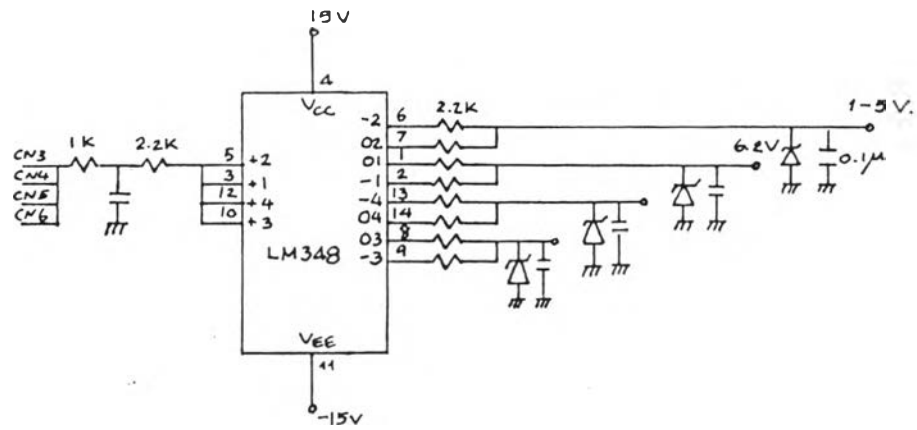 19V
4
VCC
-2 6 2.2K
1-5 V.
O2 7
1K 2.2K
CN3 5 +2
O1 1
6.2V
0.1µ
CN4 3 +1
-1 2
CN5 12 +4
-4 13
CN6 10 +3
O4 14
O3 8
LM348
-3 9
VEE
11
-15V